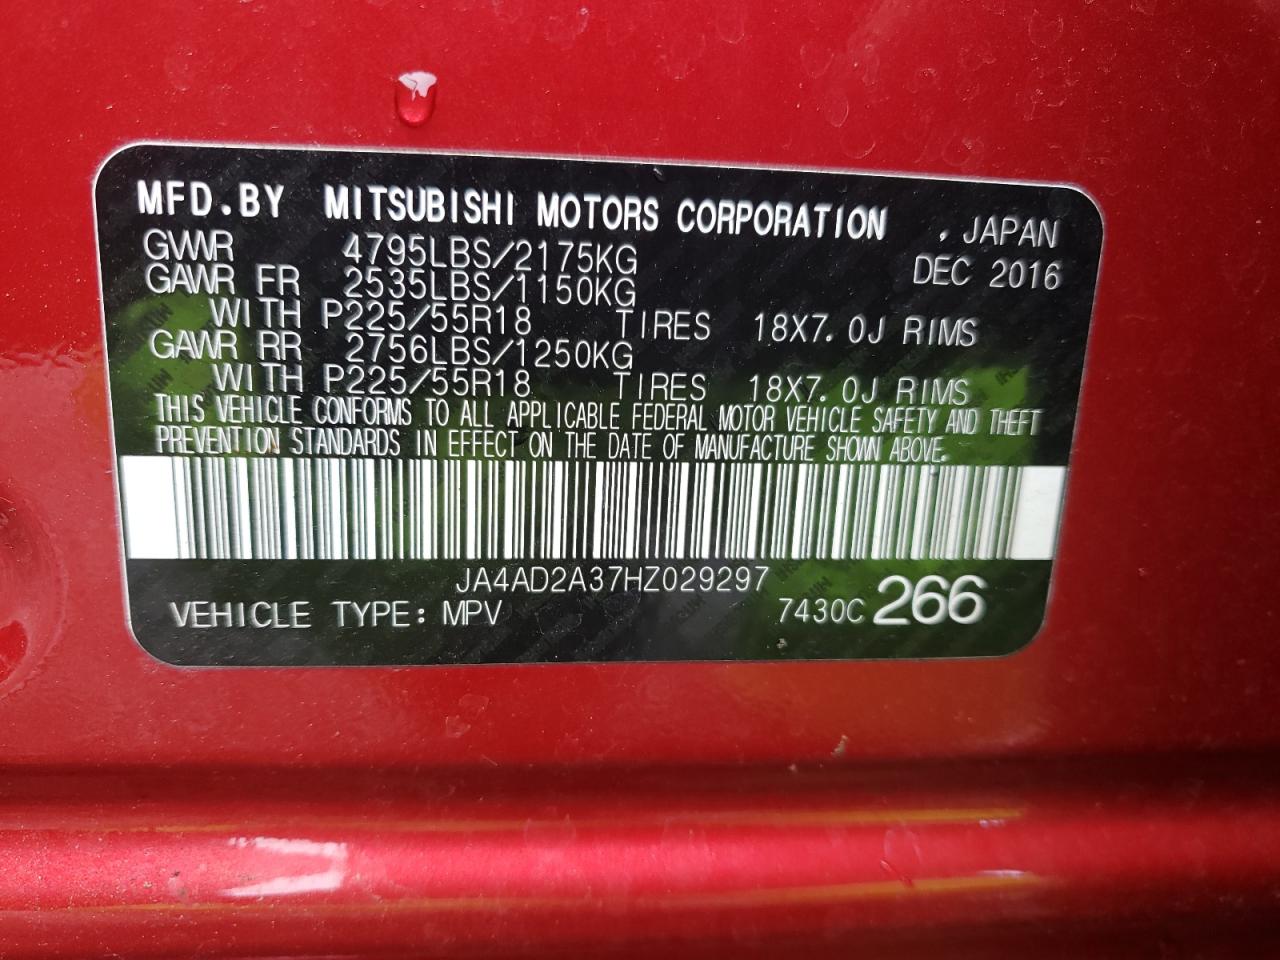 MFD.BY MITSUBISHI MOTORS CORPORATION , JAPAN
GVWR 4795LBS/2175KG DEC 2016
GAWR FR 2535LBS/1150KG
WITH P225/55R18 TIRES 18X7.0J RIMS
GAWR RR 2756LBS/1250KG
WITH P225/55R18 TIRES 18X7.0J RIMS
THIS VEHICLE CONFORMS TO ALL APPLICABLE FEDERAL MOTOR VEHICLE SAFETY AND THEFT
PREVENTION STANDARDS IN EFFECT ON THE DATE OF MANUFACTURE SHOWN ABOVE.
JA4AD2A37HZ029297
VEHICLE TYPE: MPV 7430C 266